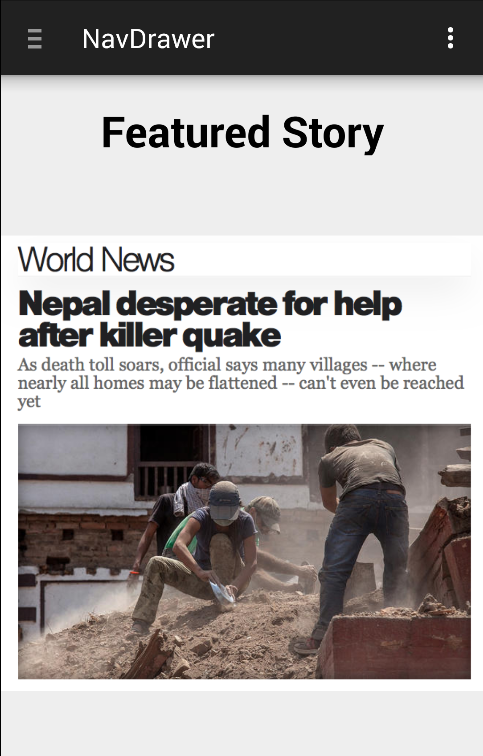 NavDrawer
Featured Story
World News
Nepal desperate for help
after killer quake
As death toll soars, official says many villages -- where
nearly all homes may be flattened -- can't even be reached
yet